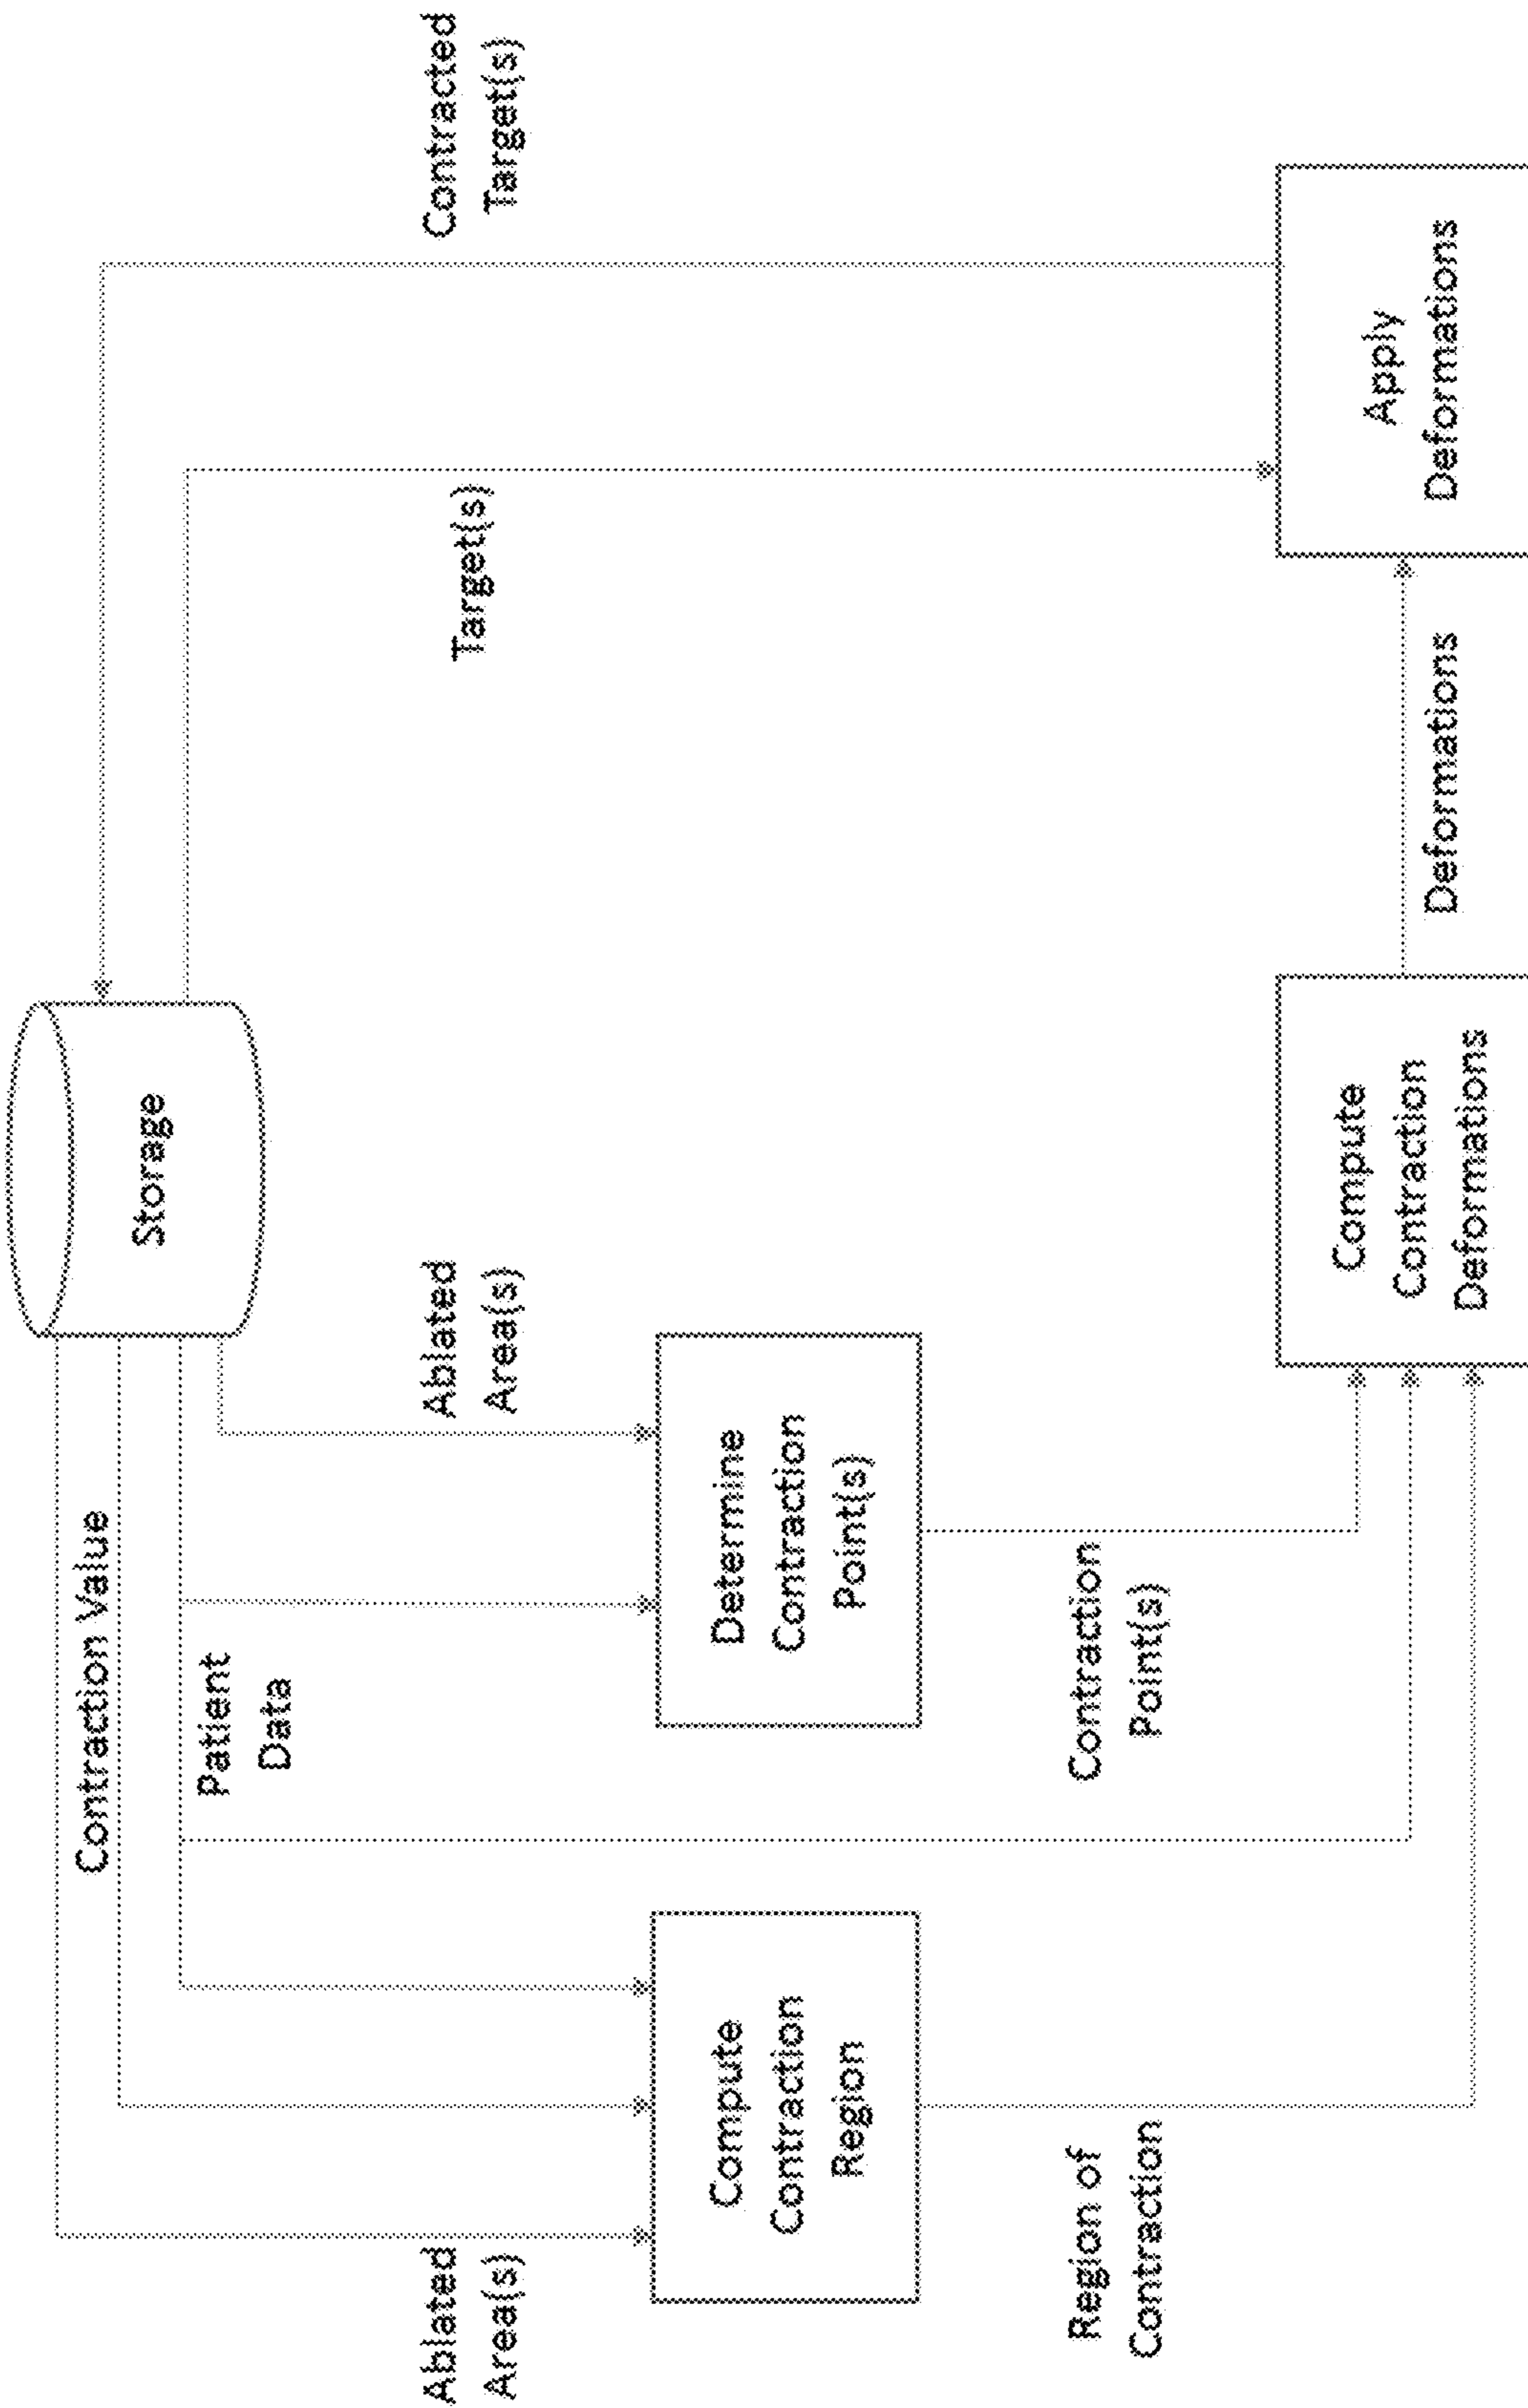 Storage
Contraction Value
Patient
Data
Ablated
Area(s)
Ablated
Area(s)
Target(s)
Contracted
Target(s)
Compute
Contraction
Region
Determine
Contraction
Point(s)
Region of
Contraction
Contraction
Point(s)
Compute
Contraction
Deformations
Deformations
Apply
Deformations